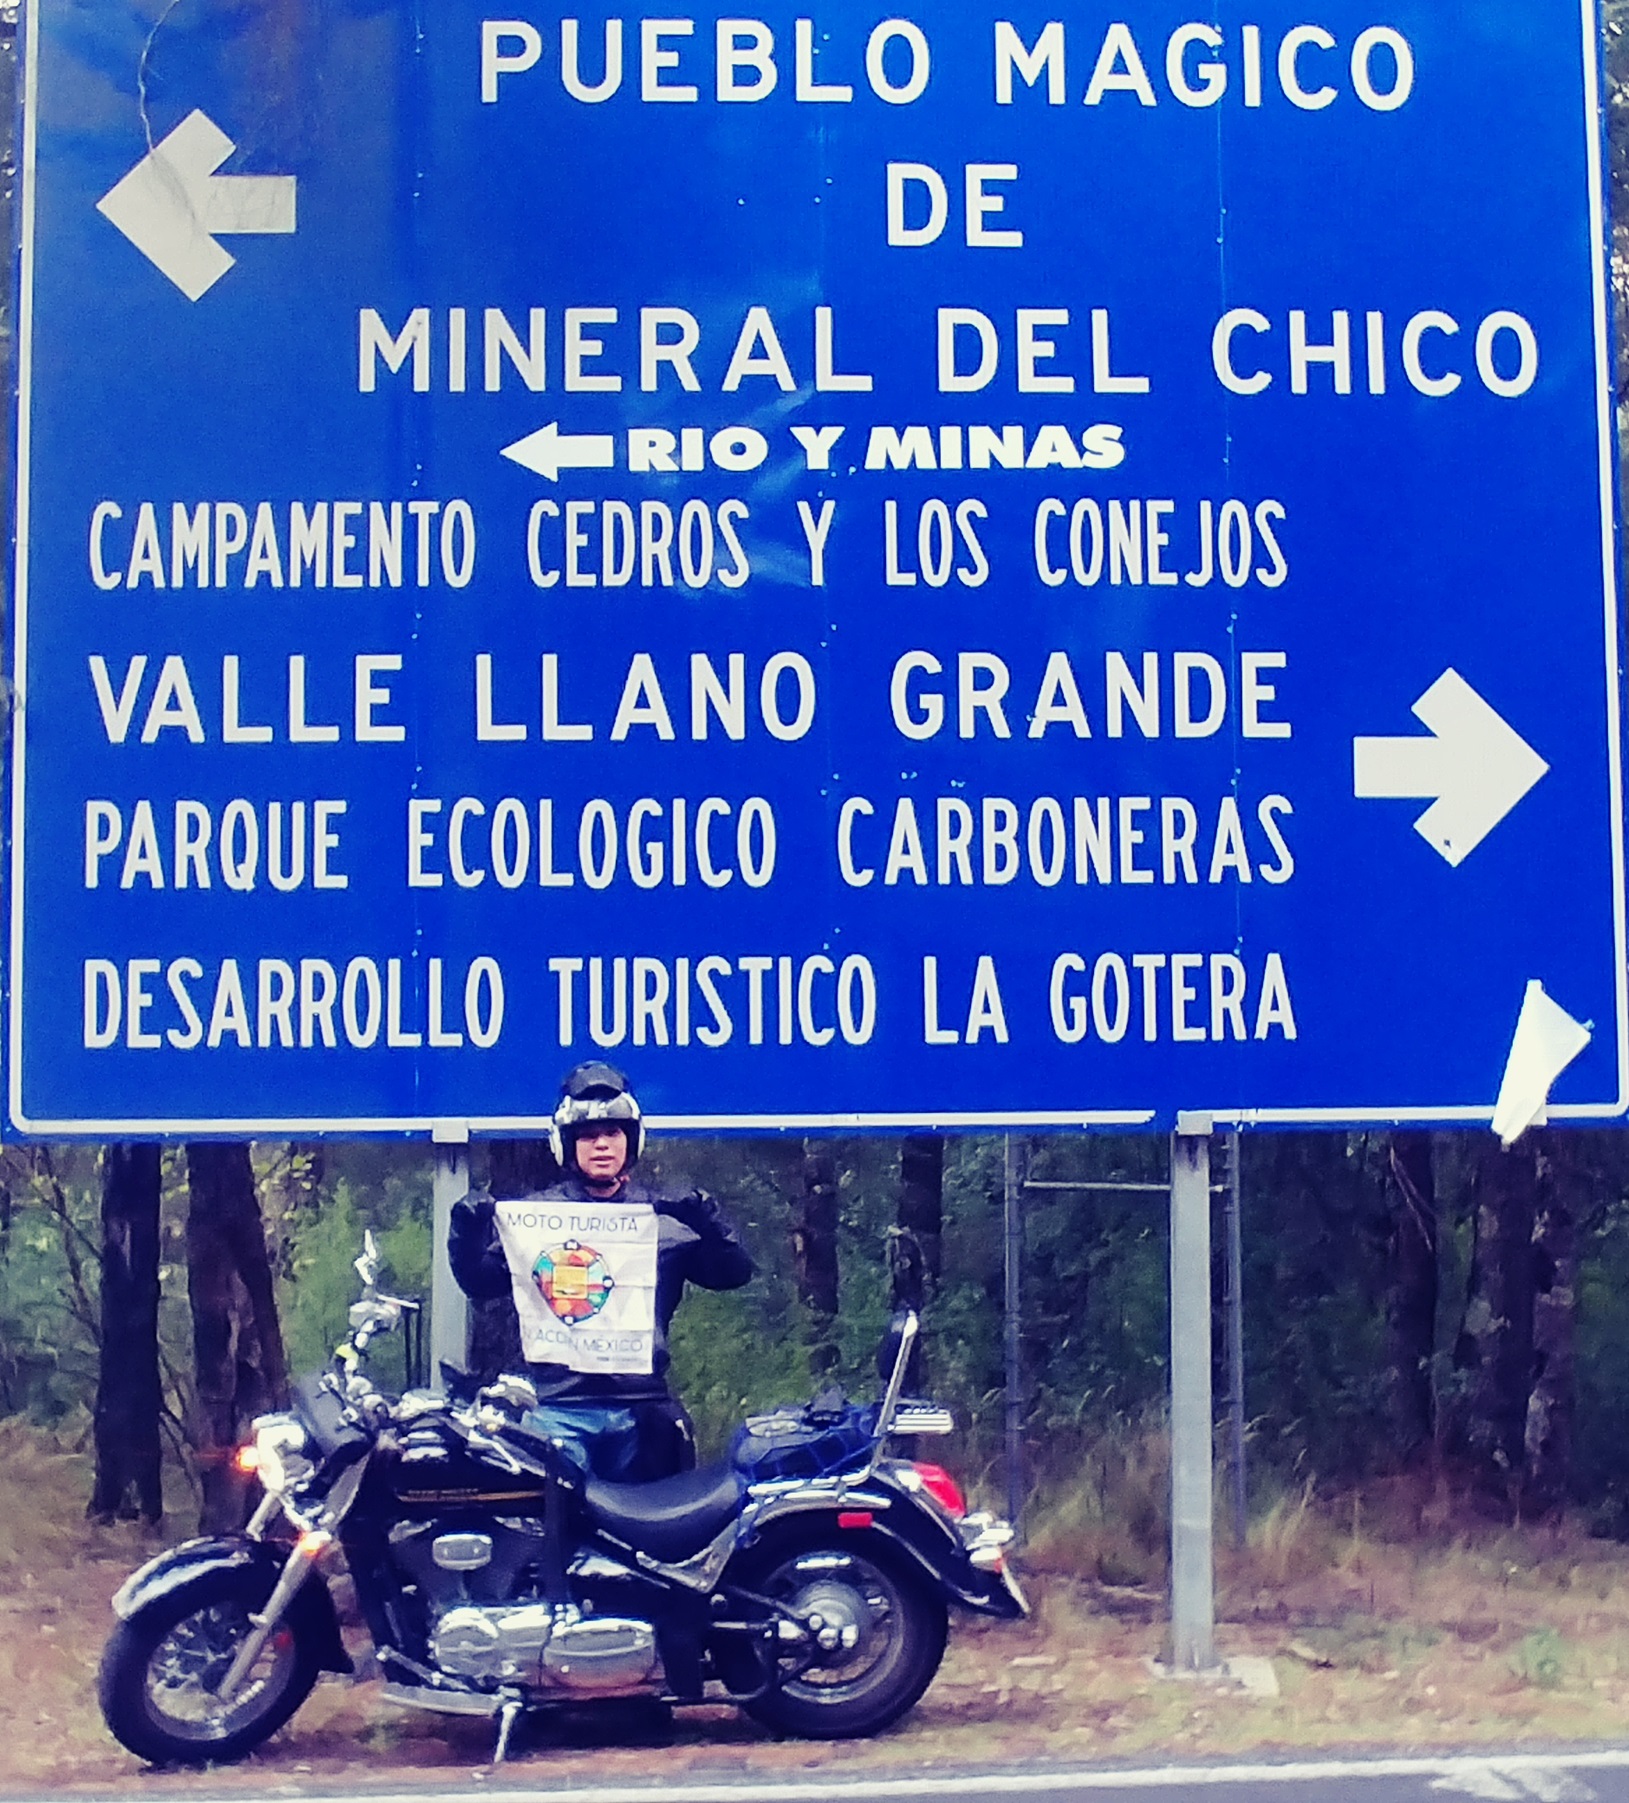 PUEBLO MAGICO
DE
MINERAL DEL CHICO
RIO Y MINAS
CAMPAMENTO CEDROS Y LOS CONEJOS
VALLE LLANO GRANDE
PARQUE ECOLOGICO CARBONERAS
DESARROLLO TURISTICO LA GOTERA
MOTO TURISTA
MEXICO